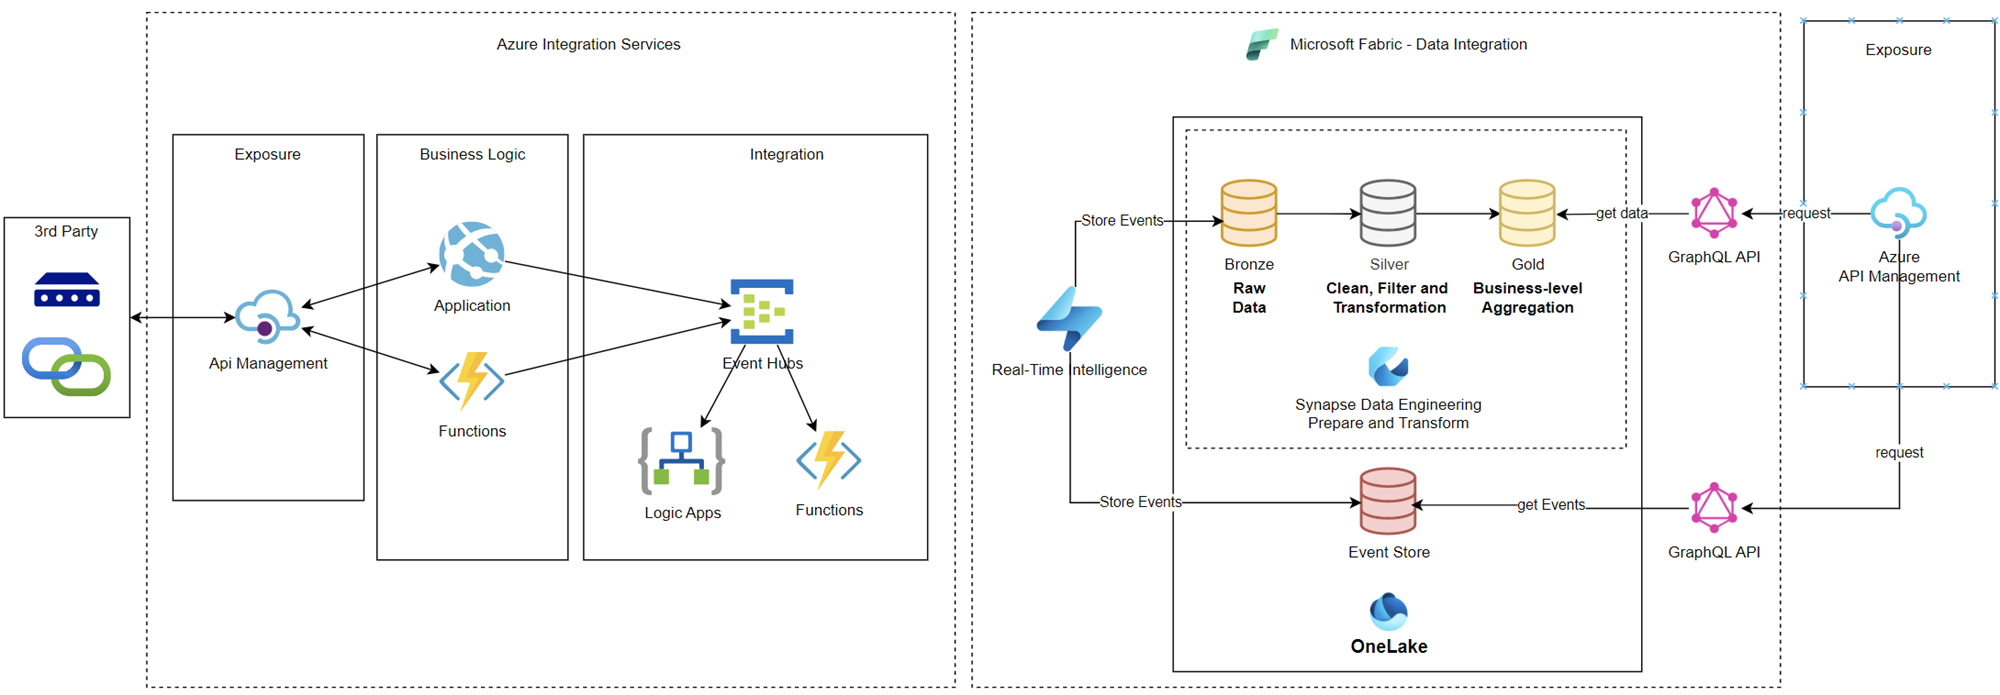 Azure Integration Services
Microsoft Fabric - Data Integration
Exposure
Exposure
Business Logic
Integration
3rd Party
Api Management
Application
Functions
Event Hubs
Logic Apps
Functions
Store Events
Real-Time Intelligence
Store Events
Bronze
Raw
Data
Silver
Clean, Filter and
Transformation
Gold
Business-level
Aggregation
Synapse Data Engineering
Prepare and Transform
get data
GraphQL API
request
Azure
API Management
request
get Events
GraphQL API
Event Store
OneLake